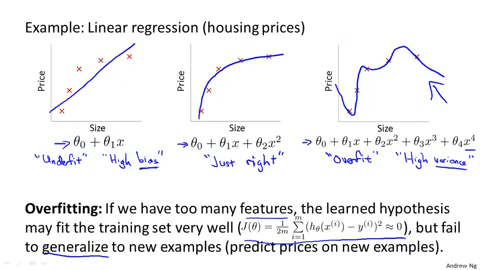 Example: Linear regression (housing prices)
Price
Size
Price
Size
Price
Size
→ θ₀ + θ₁x
→ θ₀ + θ₁x + θ₂x²
→ θ₀ + θ₁x + θ₂x² + θ₃x³ + θ₄x⁴
"Underfit" "High bias"
"Just right"
"Overfit" "High variance"
Overfitting: If we have too many features, the learned hypothesis
may fit the training set very well (J(θ) = 1/2m ∑ᵢ₌₁ᵐ (h_θ(x⁽ⁱ⁾) − y⁽ⁱ⁾)² ≈ 0), but fail
to generalize to new examples (predict prices on new examples).
Andrew Ng